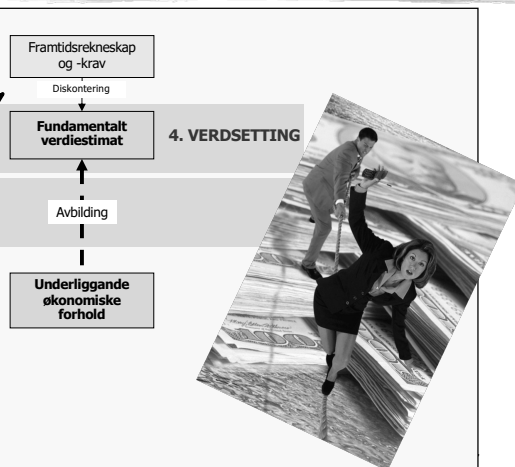 Framtidsrekneskap
og -krav
Diskontering
Fundamentalt
verdiestimat
4. VERDSETTING
Avbilding
Underliggande
økonomiske
forhold